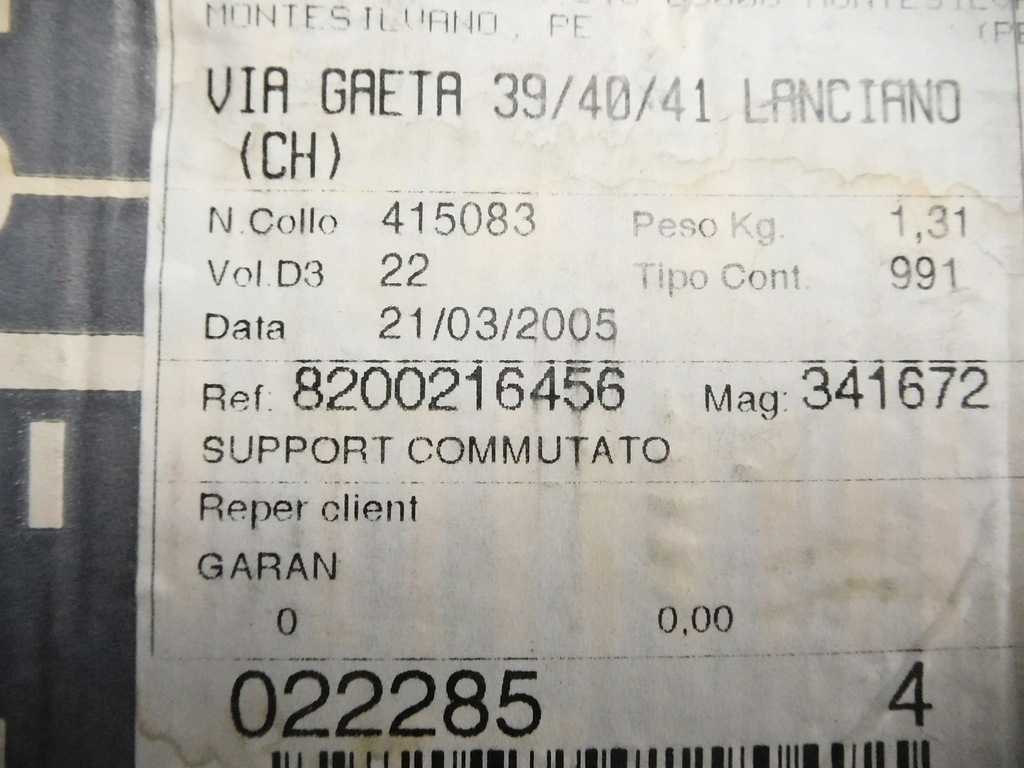 MONTESILVANO, PE (PE
VIA GAETA 39/40/41 LANCIANO
(CH)
N.Collo 415083 Peso Kg. 1,31
Vol.D3 22 Tipo Cont. 991
Data 21/03/2005
Ref: 8200216456 Mag: 341672
SUPPORT COMMUTATO
Reper client
GARAN
0 0,00
022285 4